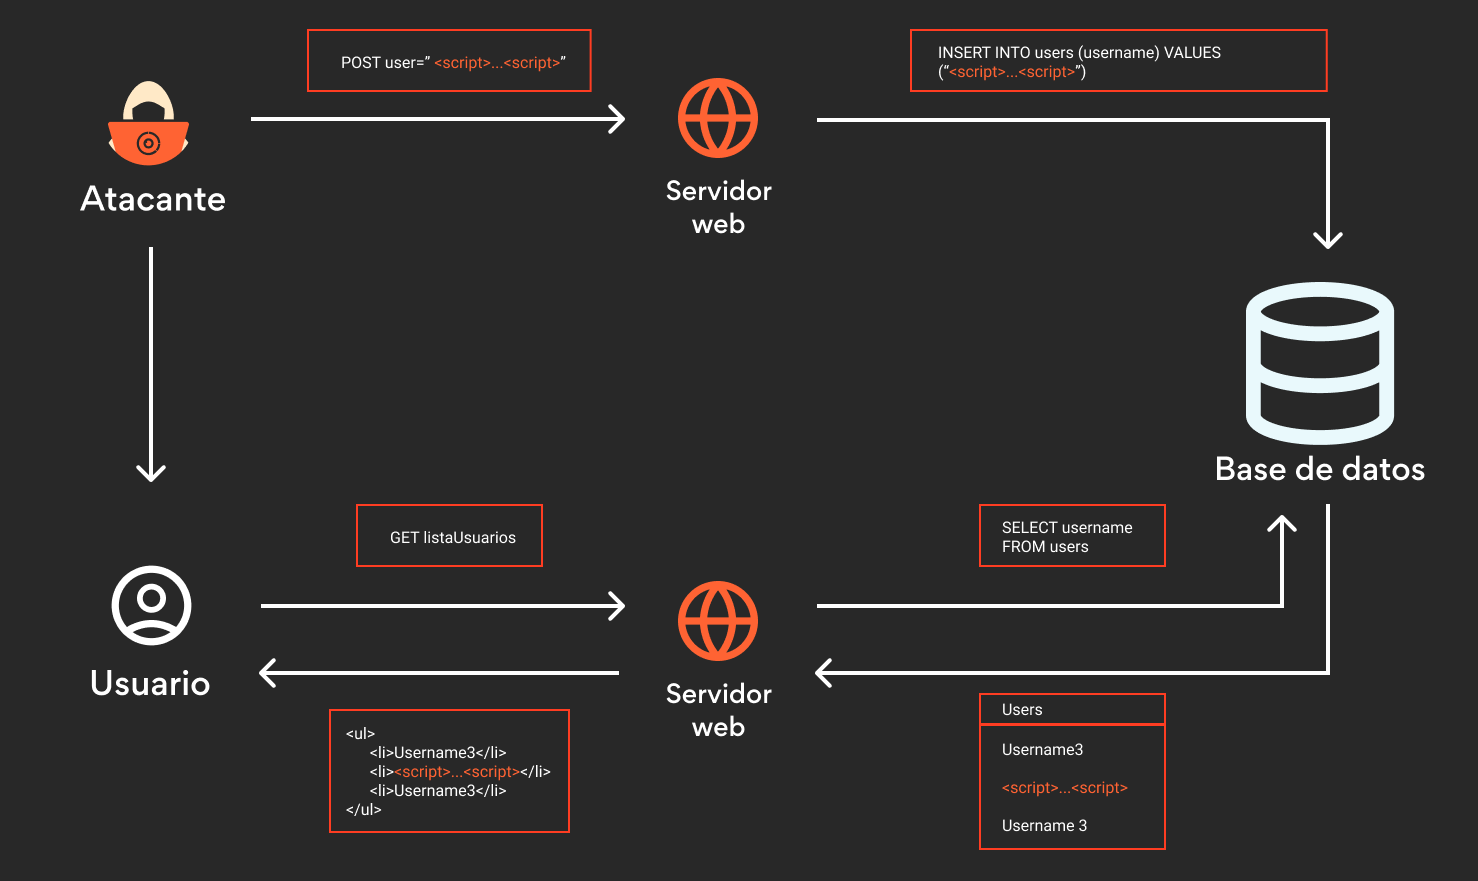 POST user=” <script>...<script>”
INSERT INTO users (username) VALUES
(“<script>...<script>”)
Atacante
Servidor
web
Base de datos
GET listaUsuarios
SELECT username
FROM users
Usuario
Servidor
web
<ul>
<li>Username3</li>
<li><script>...<script></li>
<li>Username3</li>
</ul>
Users
Username3
<script>...<script>
Username 3